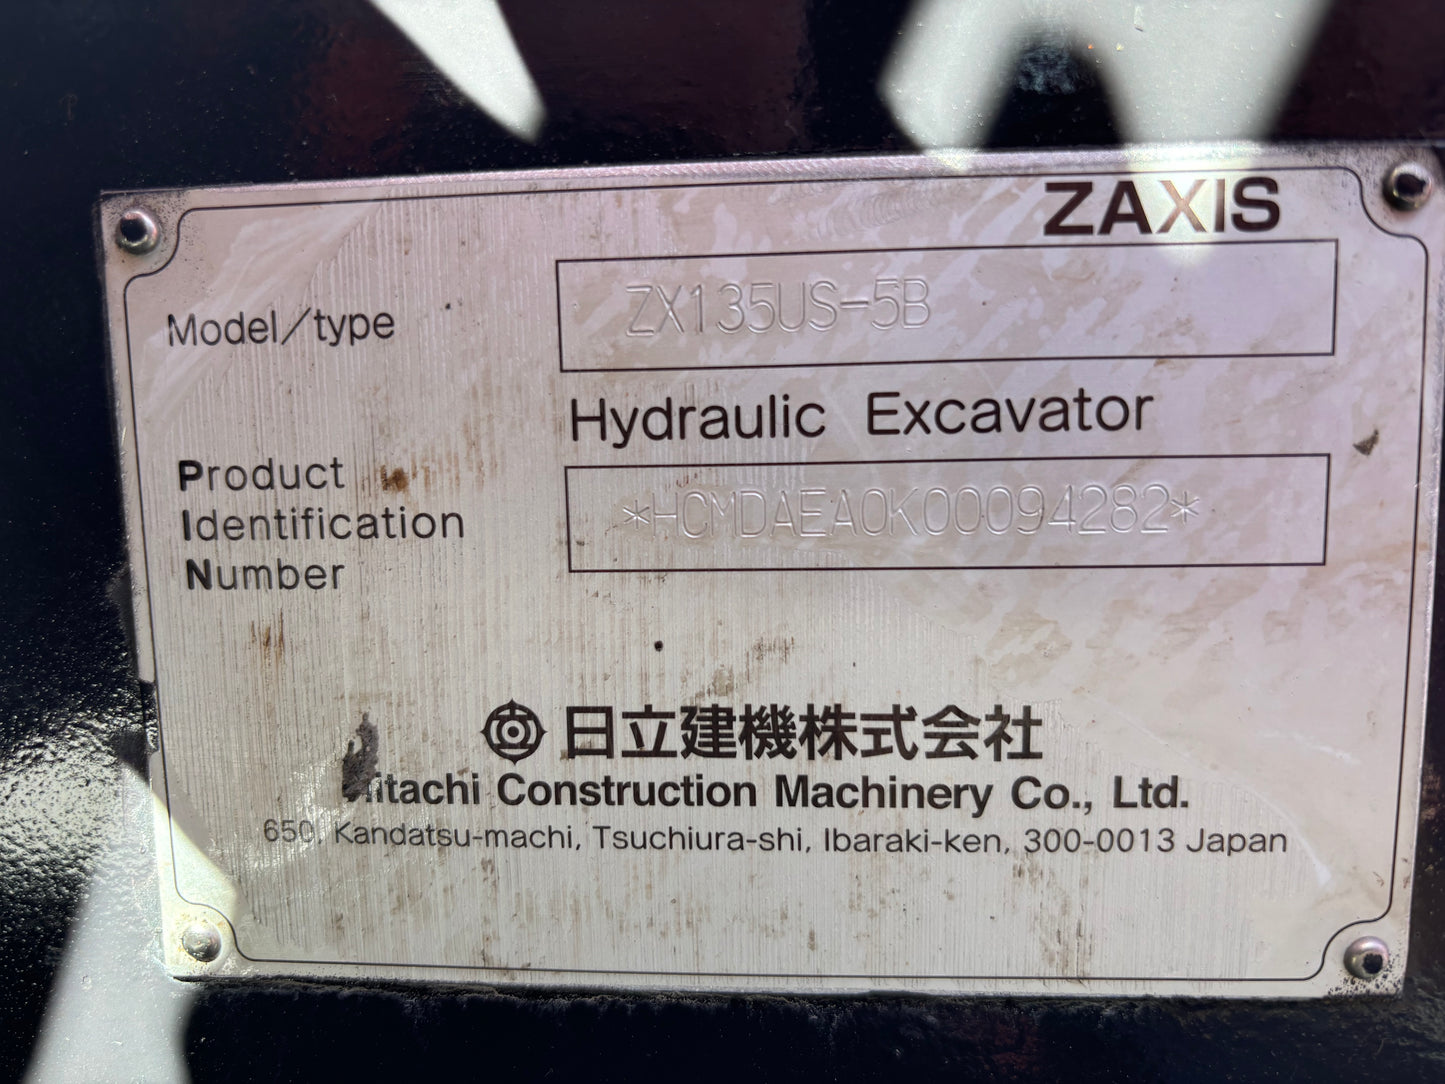 ZAXIS
Model/type ZX135US-5B
Hydraulic Excavator
Product
Identification *HCMDAEA0K00094282*
Number
日立建機株式会社
Hitachi Construction Machinery Co., Ltd.
650, Kandatsu-machi, Tsuchiura-shi, Ibaraki-ken, 300-0013 Japan